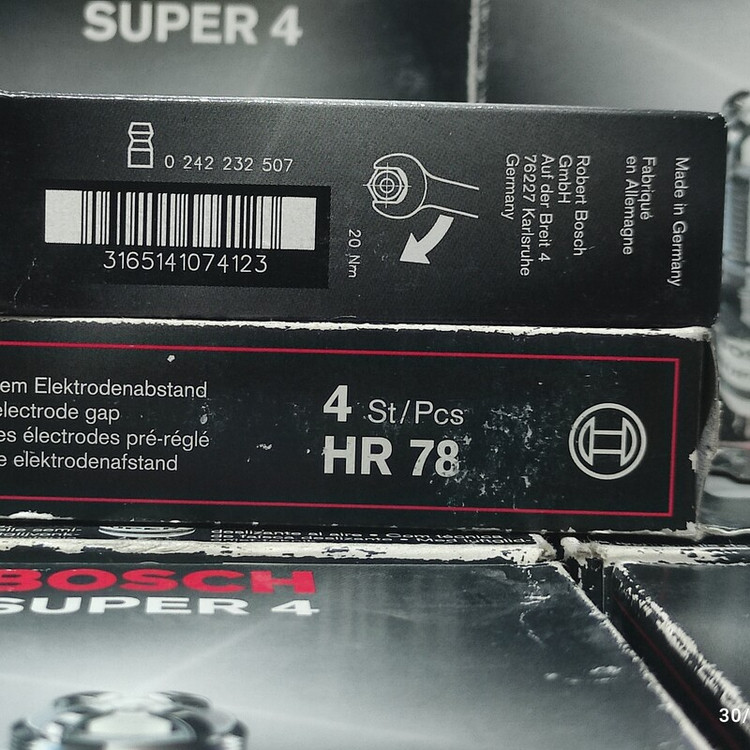 SUPER 4
0 242 232 507
3165141074123
20 Nm
Robert Bosch
GmbH
Auf der Breit 4
76227 Karlsruhe
Germany
Fabriqué
en Allemagne
Made in Germany
em Elektrodenabstand
electrode gap
es électrodes pré-réglé
e elektrodenafstand
4 St/Pcs
HR 78
BOSCH
SUPER 4
30/